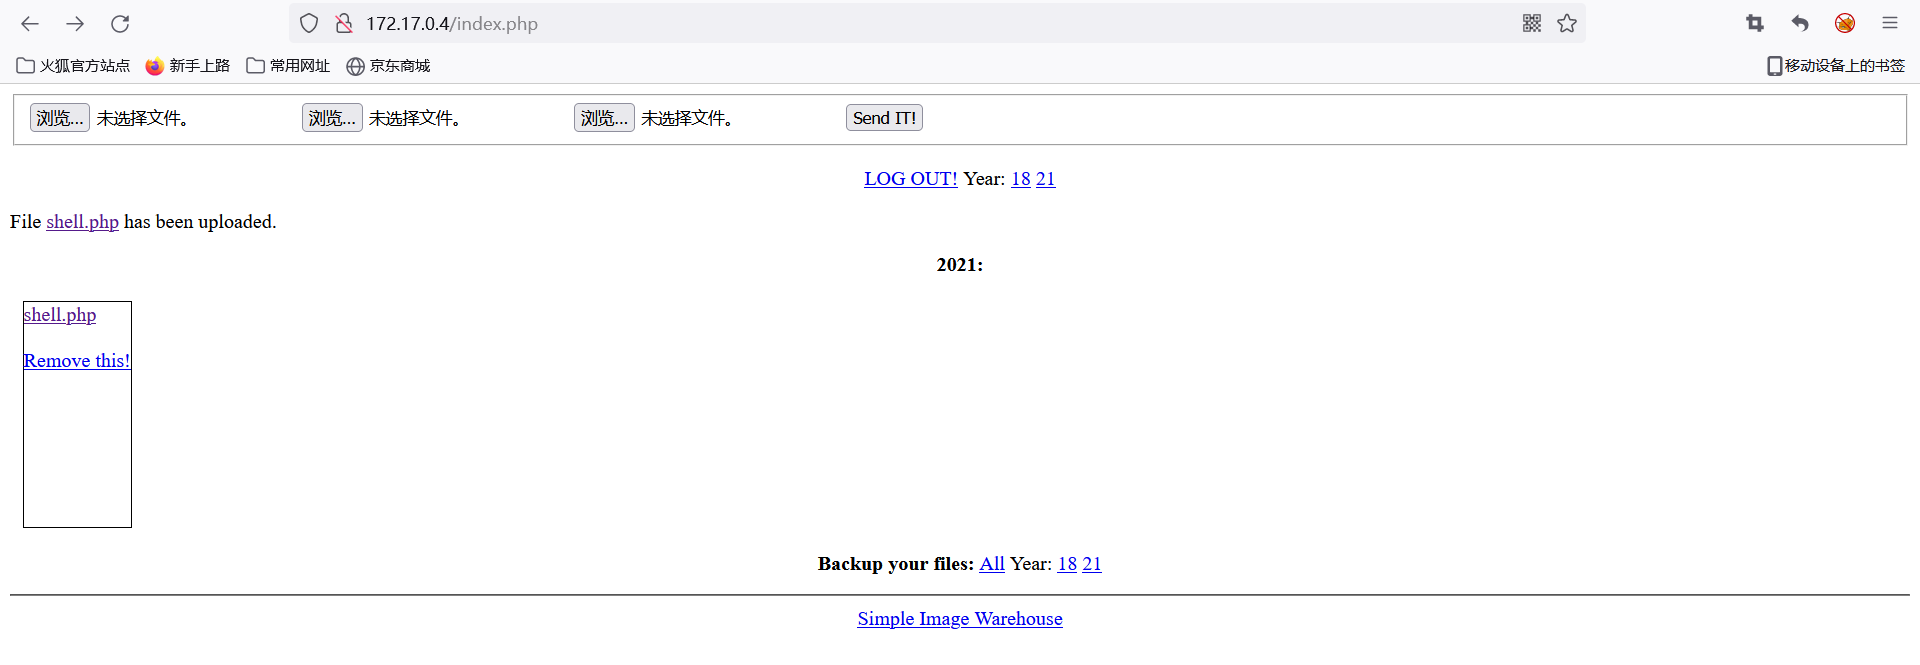 172.17.0.4/index.php
火狐官方站点 新手上路 常用网址 京东商城 移动设备上的书签
浏览... 未选择文件。 浏览... 未选择文件。 浏览... 未选择文件。 Send IT!
LOG OUT! Year: 18 21
File shell.php has been uploaded.
2021:
shell.php
Remove this!
Backup your files: All Year: 18 21
Simple Image Warehouse